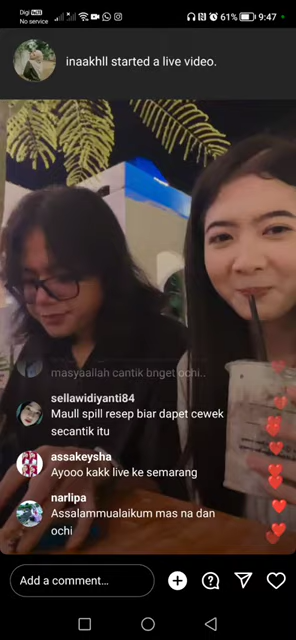 Digi VoLTE
No service
61% 9:47
inaakhll started a live video.
masyaallah cantik bnget ochi..
sellawidiyanti84
Maull spill resep biar dapet cewek
secantik itu
assakeysha
Ayooo kakk live ke semarang
narlipa
Assalammualaikum mas na dan
ochi
Add a comment...